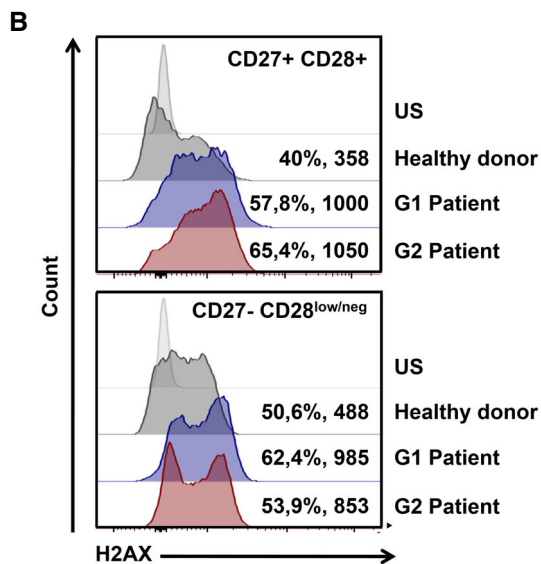 B
CD27+ CD28+
US
40%, 358 Healthy donor
57,8%, 1000 G1 Patient
65,4%, 1050 G2 Patient
Count
CD27- CD28low/neg
US
50,6%, 488 Healthy donor
62,4%, 985 G1 Patient
53,9%, 853 G2 Patient
H2AX